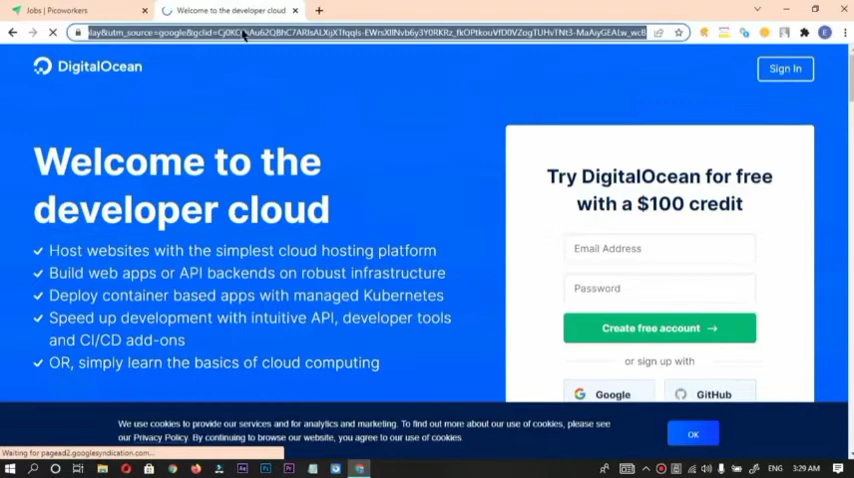 Jobs | Picoworkers
Welcome to the developer cloud
DigitalOcean
Sign In
Welcome to the
developer cloud
Host websites with the simplest cloud hosting platform
Build web apps or API backends on robust infrastructure
Deploy container based apps with managed Kubernetes
Speed up development with intuitive API, developer tools
and CI/CD add-ons
OR, simply learn the basics of cloud computing
Try DigitalOcean for free
with a $100 credit
Email Address
Password
Create free account →
or sign up with
Google
GitHub
We use cookies to provide our services and for analytics and marketing. To find out more about our use of cookies, please see
our Privacy Policy. By continuing to browse our website, you agree to our use of cookies.
OK
Waiting for pagead2.googlesyndication.com...
ENG
3:29 AM